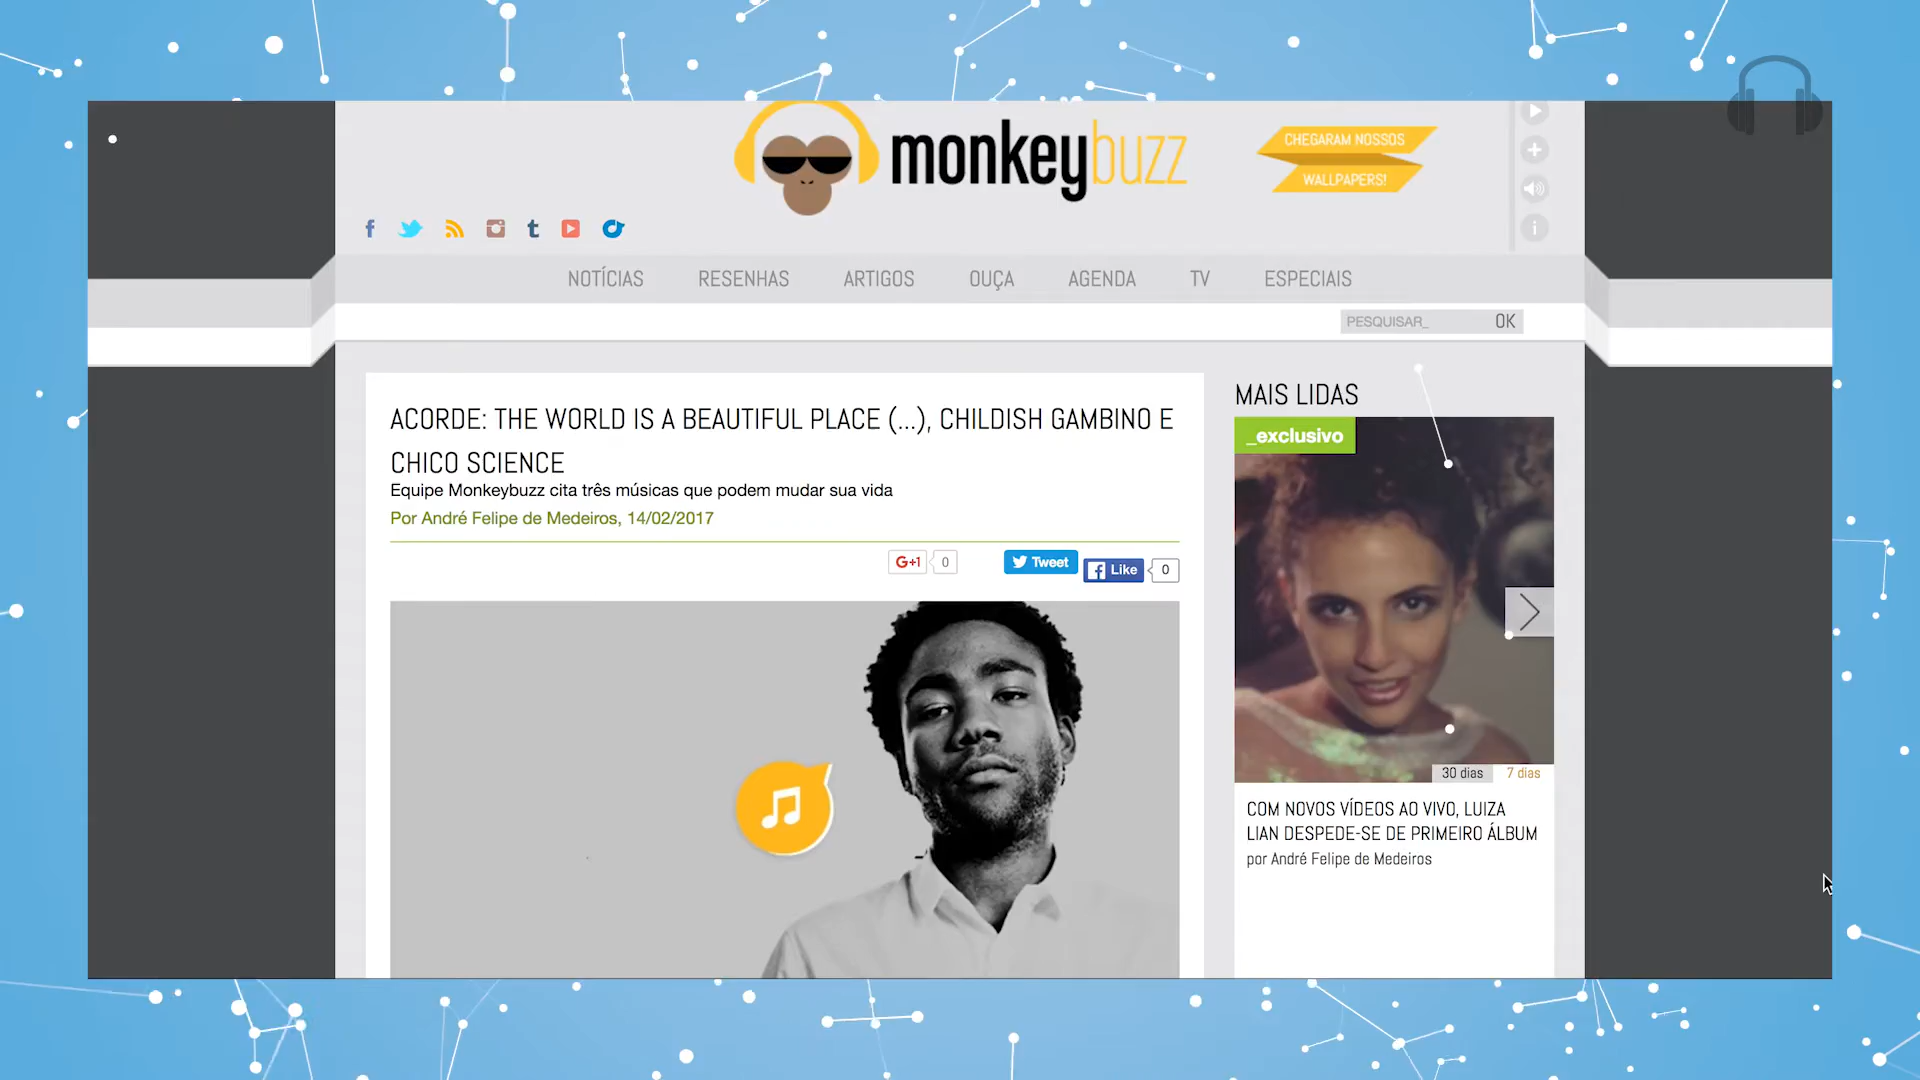 monkeybuzz
CHEGARAM NOSSOS
WALLPAPERS!
NOTÍCIAS RESENHAS ARTIGOS OUÇA AGENDA TV ESPECIAIS
PESQUISAR_ OK
ACORDE: THE WORLD IS A BEAUTIFUL PLACE (...), CHILDISH GAMBINO E
CHICO SCIENCE
Equipe Monkeybuzz cita três músicas que podem mudar sua vida
Por André Felipe de Medeiros, 14/02/2017
G+1 0 Tweet Like 0
MAIS LIDAS
_exclusivo
30 dias 7 dias
COM NOVOS VÍDEOS AO VIVO, LUIZA
LIAN DESPEDE-SE DE PRIMEIRO ÁLBUM
por André Felipe de Medeiros